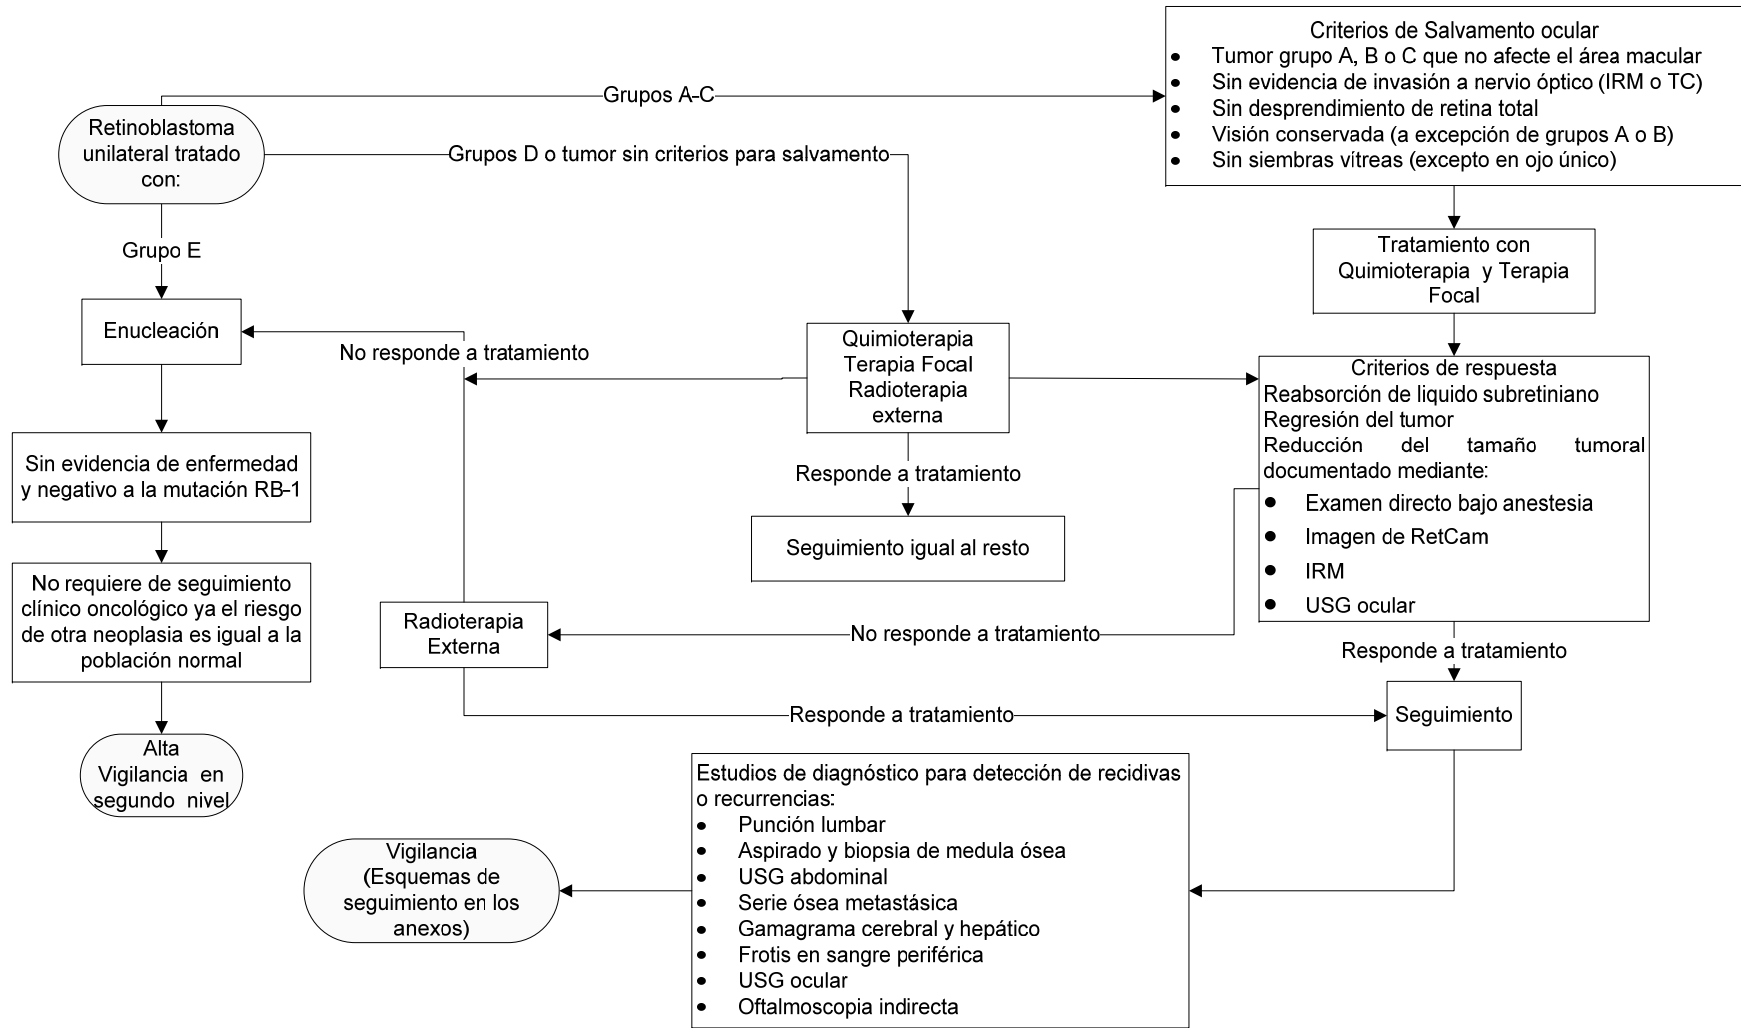 Criterios de Salvamento ocular
• Tumor grupo A, B o C que no afecte el área macular
• Sin evidencia de invasión a nervio óptico (IRM o TC)
• Sin desprendimiento de retina total
• Visión conservada (a excepción de grupos A o B)
• Sin siembras vítreas (excepto en ojo único)
Grupos A-C
Retinoblastoma
unilateral tratado
con:
Grupos D o tumor sin criterios para salvamento
Grupo E
Tratamiento con
Quimioterapia y Terapia
Focal
Enucleación
No responde a tratamiento
Quimioterapia
Terapia Focal
Radioterapia
externa
Criterios de respuesta
Reabsorción de liquido subretiniano
Regresión del tumor
Reducción del tamaño tumoral
documentado mediante:
• Examen directo bajo anestesia
• Imagen de RetCam
• IRM
• USG ocular
Sin evidencia de enfermedad
y negativo a la mutación RB-1
Responde a tratamiento
Seguimiento igual al resto
No requiere de seguimiento
clínico oncológico ya el riesgo
de otra neoplasia es igual a la
población normal
Radioterapia
Externa
No responde a tratamiento
Responde a tratamiento
Responde a tratamiento
Seguimiento
Alta
Vigilancia en
segundo nivel
Estudios de diagnóstico para detección de recidivas
o recurrencias:
• Punción lumbar
• Aspirado y biopsia de medula ósea
• USG abdominal
• Serie ósea metastásica
• Gamagrama cerebral y hepático
• Frotis en sangre periférica
• USG ocular
• Oftalmoscopia indirecta
Vigilancia
(Esquemas de
seguimiento en los
anexos)